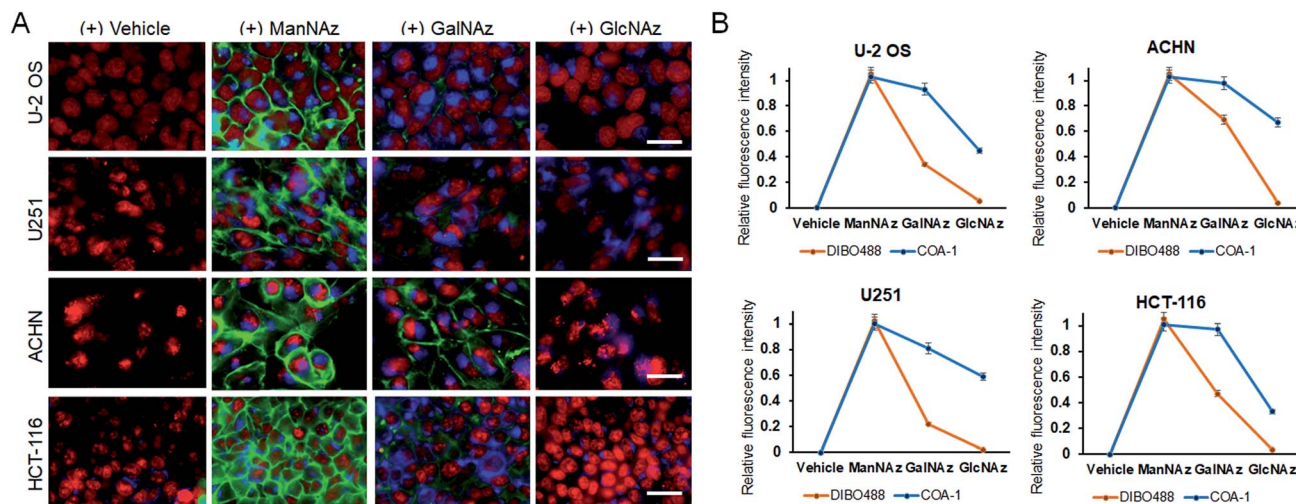 A
(+) Vehicle
(+) ManNAz
(+) GalNAz
(+) GlcNAz
U-2 OS
U251
ACHN
HCT-116
B
U-2 OS
Relative fluorescence intensity
1
0.8
0.6
0.4
0.2
0
Vehicle ManNAz GalNAz GlcNAz
DIBO488 COA-1
ACHN
Relative fluorescence intensity
1
0.8
0.6
0.4
0.2
0
Vehicle ManNAz GalNAz GlcNAz
DIBO488 COA-1
U251
Relative fluorescence intensity
1
0.8
0.6
0.4
0.2
0
Vehicle ManNAz GalNAz GlcNAz
DIBO488 COA-1
HCT-116
Relative fluorescence intensity
1
0.8
0.6
0.4
0.2
0
Vehicle ManNAz GalNAz GlcNAz
DIBO488 COA-1